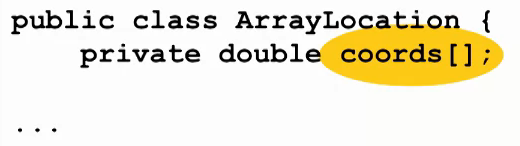 public class ArrayLocation {
    private double coords[];
...